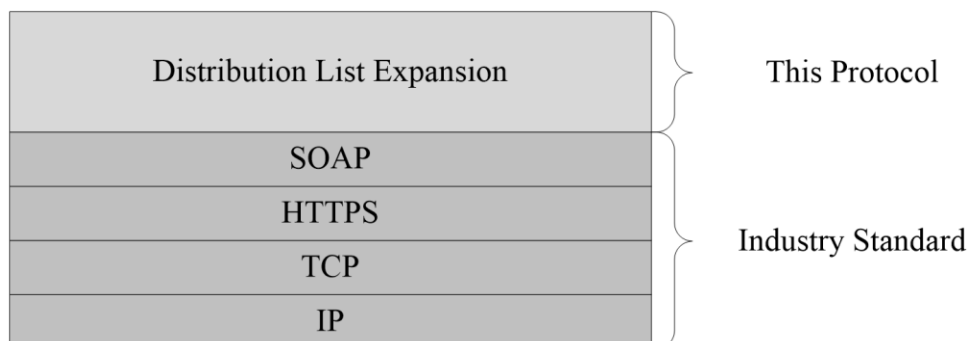 Distribution List Expansion
This Protocol
SOAP
HTTPS
TCP
IP
Industry Standard